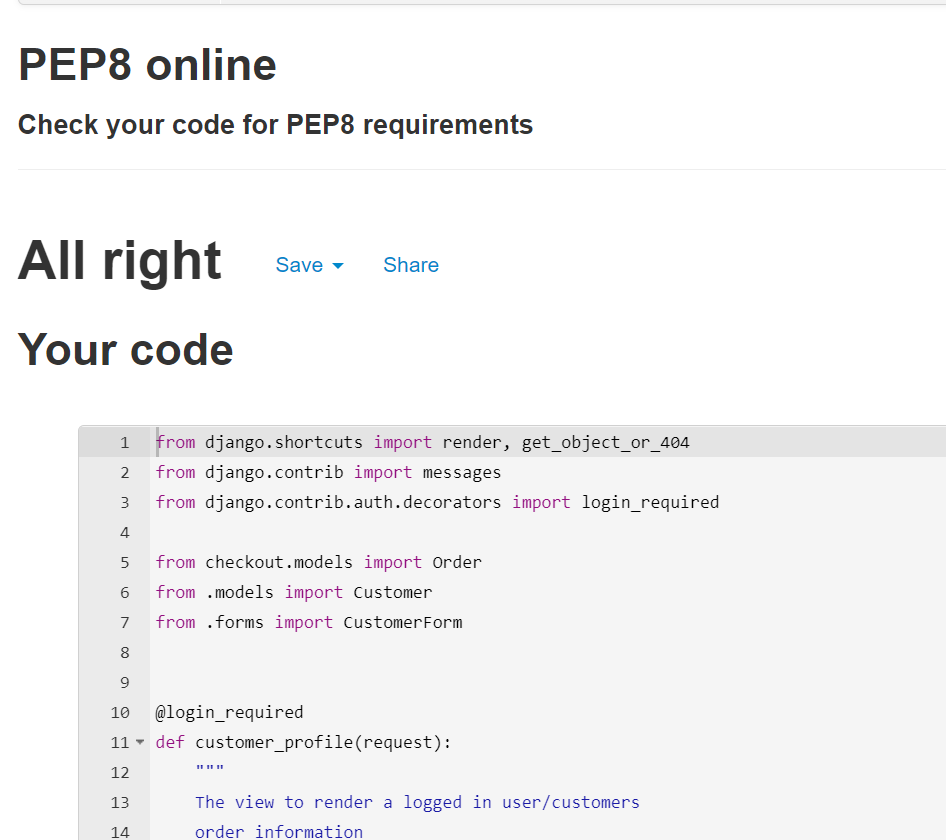 PEP8 online
Check your code for PEP8 requirements
All right Save Share
Your code
1 from django.shortcuts import render, get_object_or_404
2 from django.contrib import messages
3 from django.contrib.auth.decorators import login_required
4
5 from checkout.models import Order
6 from .models import Customer
7 from .forms import CustomerForm
8
9
10 @login_required
11 def customer_profile(request):
12 """
13 The view to render a logged in user/customers
14 order information